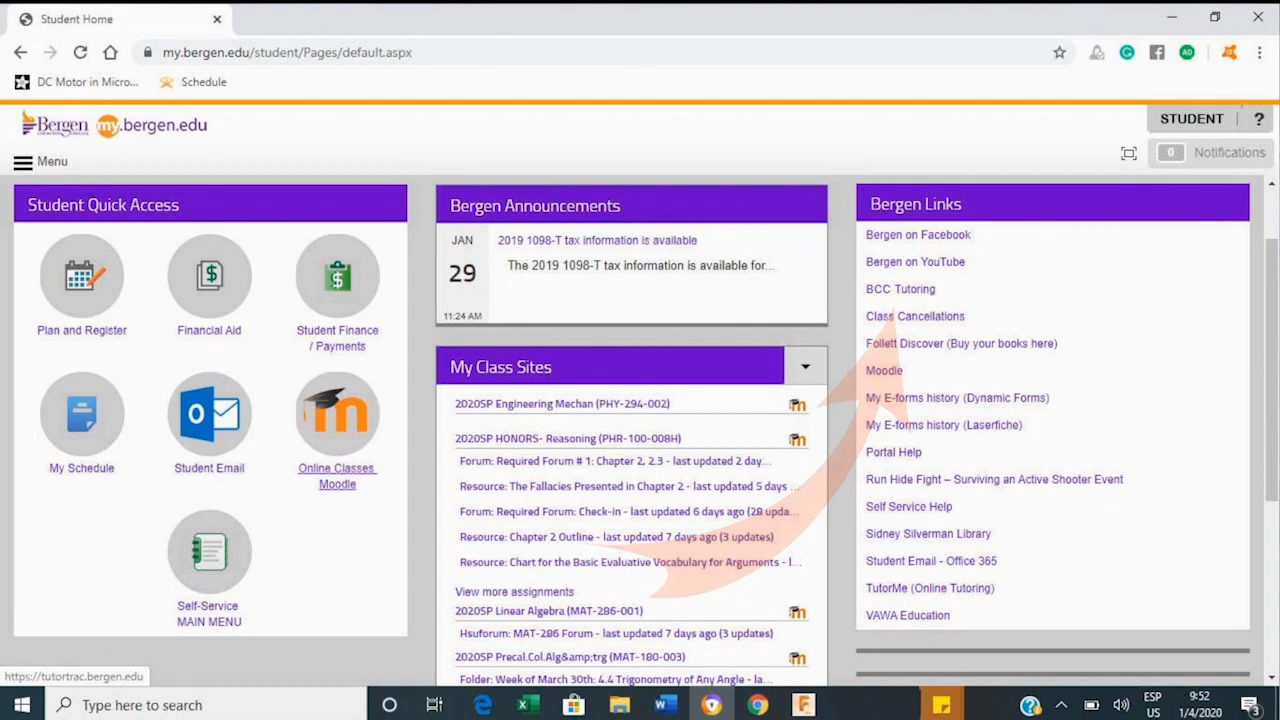 Student Home
my.bergen.edu/student/Pages/default.aspx
DC Motor in Micro...
Schedule
Bergen
my.bergen.edu
STUDENT
?
Menu
0
Notifications
Student Quick Access
Plan and Register
Financial Aid
Student Finance
/ Payments
My Schedule
Student Email
Online Classes
Moodle
Self-Service
MAIN MENU
Bergen Announcements
JAN
29
11:24 AM
2019 1098-T tax information is available
The 2019 1098-T tax information is available for...
My Class Sites
2020SP Engineering Mechan (PHY-294-002)
2020SP HONORS- Reasoning (PHR-100-008H)
Forum: Required Forum # 1: Chapter 2, 2.3 - last updated 2 day...
Resource: The Fallacies Presented in Chapter 2 - last updated 5 days ...
Forum: Required Forum: Check-in - last updated 6 days ago (28 upda...
Resource: Chapter 2 Outline - last updated 7 days ago (3 updates)
Resource: Chart for the Basic Evaluative Vocabulary for Arguments - l...
View more assignments
2020SP Linear Algebra (MAT-286-001)
Hsuforum: MAT-286 Forum - last updated 7 days ago (3 updates)
2020SP Precal.Col.Alg&amp;trg (MAT-180-003)
Folder: Week of March 30th: 4.4 Trigonometry of Any Angle - last...
Bergen Links
Bergen on Facebook
Bergen on YouTube
BCC Tutoring
Class Cancellations
Follett Discover (Buy your books here)
Moodle
My E-forms history (Dynamic Forms)
My E-forms history (Laserfiche)
Portal Help
Run Hide Fight – Surviving an Active Shooter Event
Self Service Help
Sidney Silverman Library
Student Email - Office 365
TutorMe (Online Tutoring)
VAWA Education
https://tutortrac.bergen.edu
Type here to search
ESP
US
9:52
1/4/2020
3